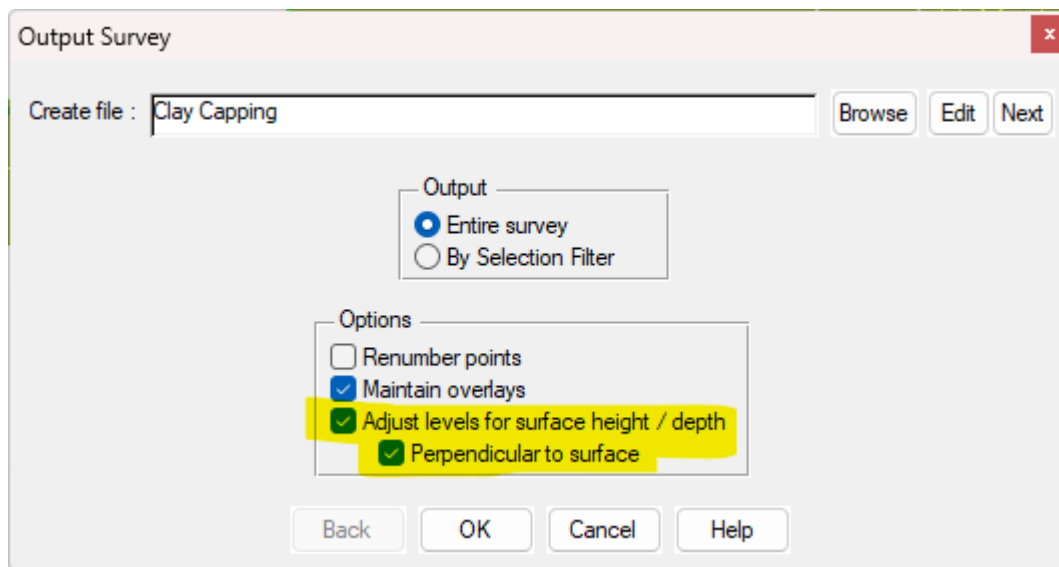 Output Survey
x
Create file : Clay Capping Browse Edit Next
Output
Entire survey
By Selection Filter
Options
Renumber points
Maintain overlays
Adjust levels for surface height / depth
Perpendicular to surface
Back OK Cancel Help